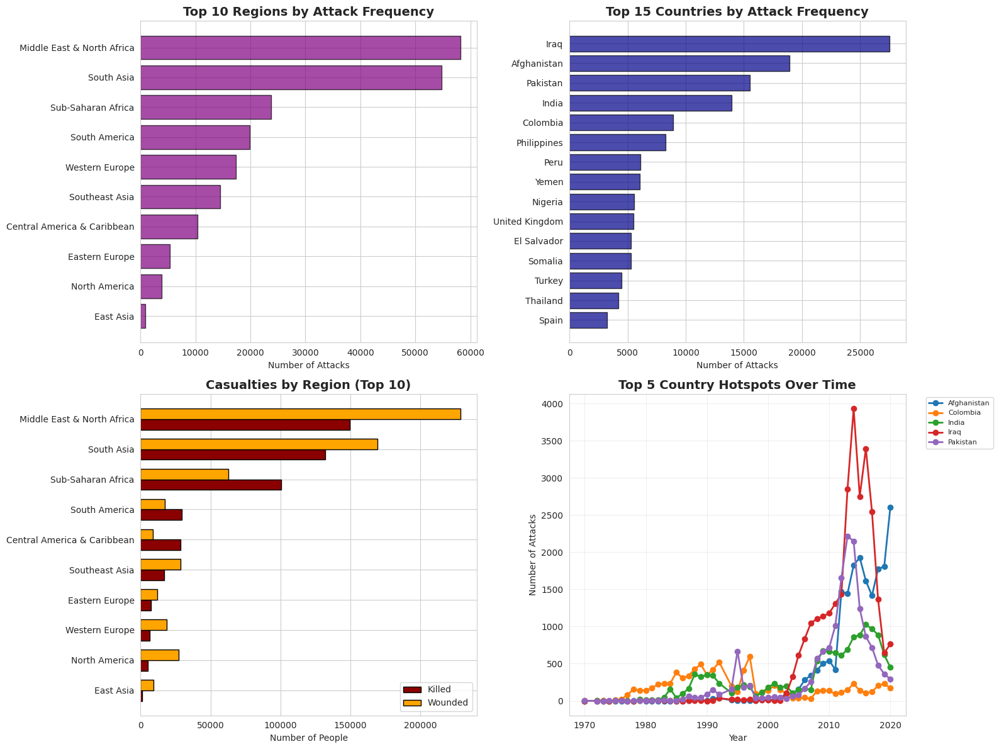 Top 10 Regions by Attack Frequency
Middle East & North Africa
South Asia
Sub-Saharan Africa
South America
Western Europe
Southeast Asia
Central America & Caribbean
Eastern Europe
North America
East Asia
0 10000 20000 30000 40000 50000 60000
Number of Attacks
Top 15 Countries by Attack Frequency
Iraq
Afghanistan
Pakistan
India
Colombia
Philippines
Peru
Yemen
Nigeria
United Kingdom
El Salvador
Somalia
Turkey
Thailand
Spain
0 5000 10000 15000 20000 25000
Number of Attacks
Casualties by Region (Top 10)
Middle East & North Africa
South Asia
Sub-Saharan Africa
South America
Central America & Caribbean
Southeast Asia
Eastern Europe
Western Europe
North America
East Asia
Killed
Wounded
0 50000 100000 150000 200000
Number of People
Top 5 Country Hotspots Over Time
Number of Attacks
4000
3500
3000
2500
2000
1500
1000
500
0
1970 1980 1990 2000 2010 2020
Year
Afghanistan
Colombia
India
Iraq
Pakistan